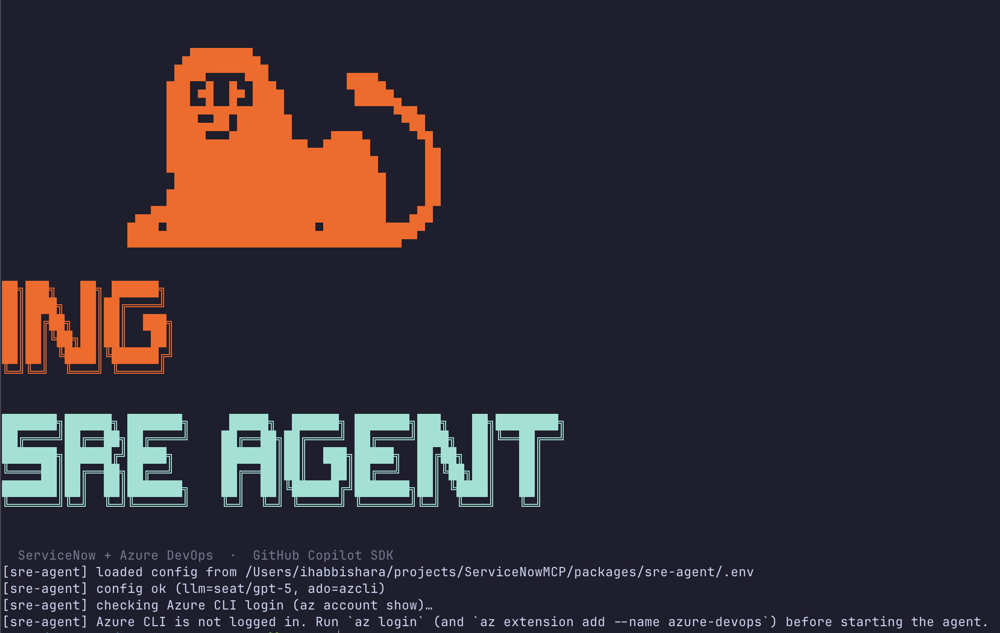 ING
SRE AGENT
ServiceNow + Azure DevOps · GitHub Copilot SDK
[sre-agent] loaded config from /Users/ihabbishara/projects/ServiceNowMCP/packages/sre-agent/.env
[sre-agent] config ok (llm=seat/gpt-5, ado=azcli)
[sre-agent] checking Azure CLI login (az account show)…
[sre-agent] Azure CLI is not logged in. Run `az login` (and `az extension add --name azure-devops`) before starting the agent.